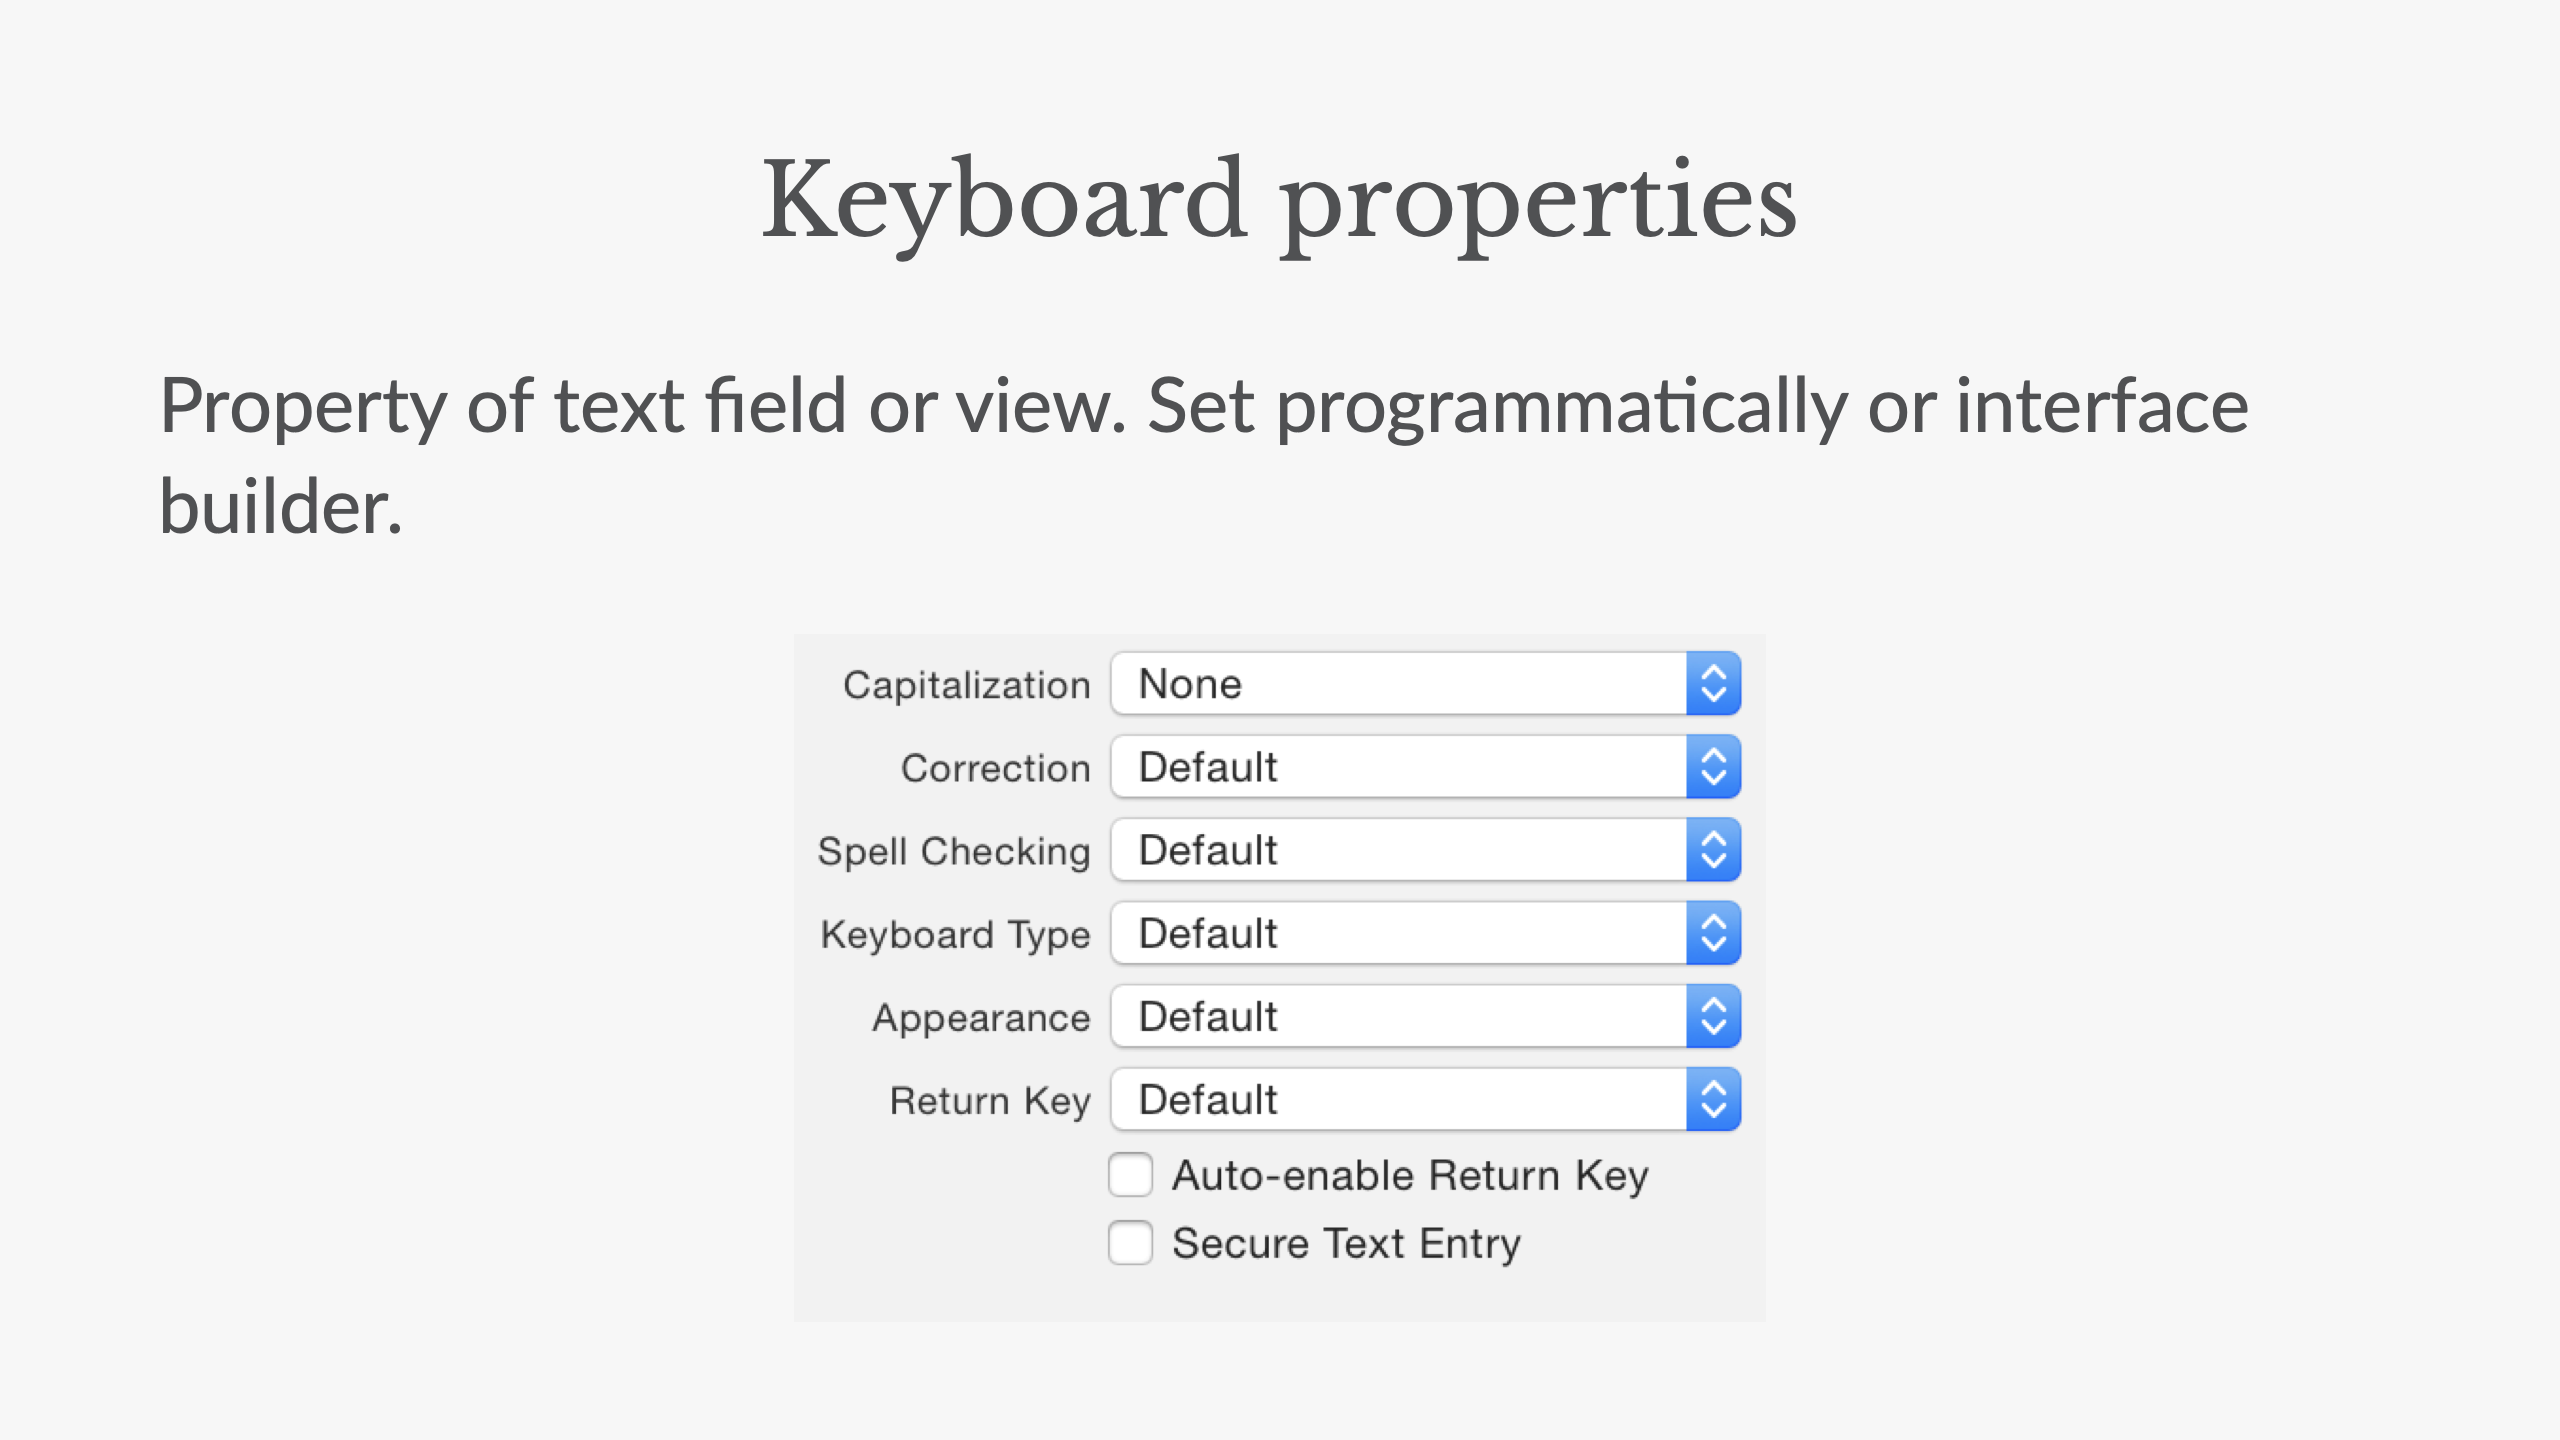 Keyboard properties
Property of text field or view. Set programmatically or interface
builder.
Capitalization None
Correction Default
Spell Checking Default
Keyboard Type Default
Appearance Default
Return Key Default
Auto-enable Return Key
Secure Text Entry